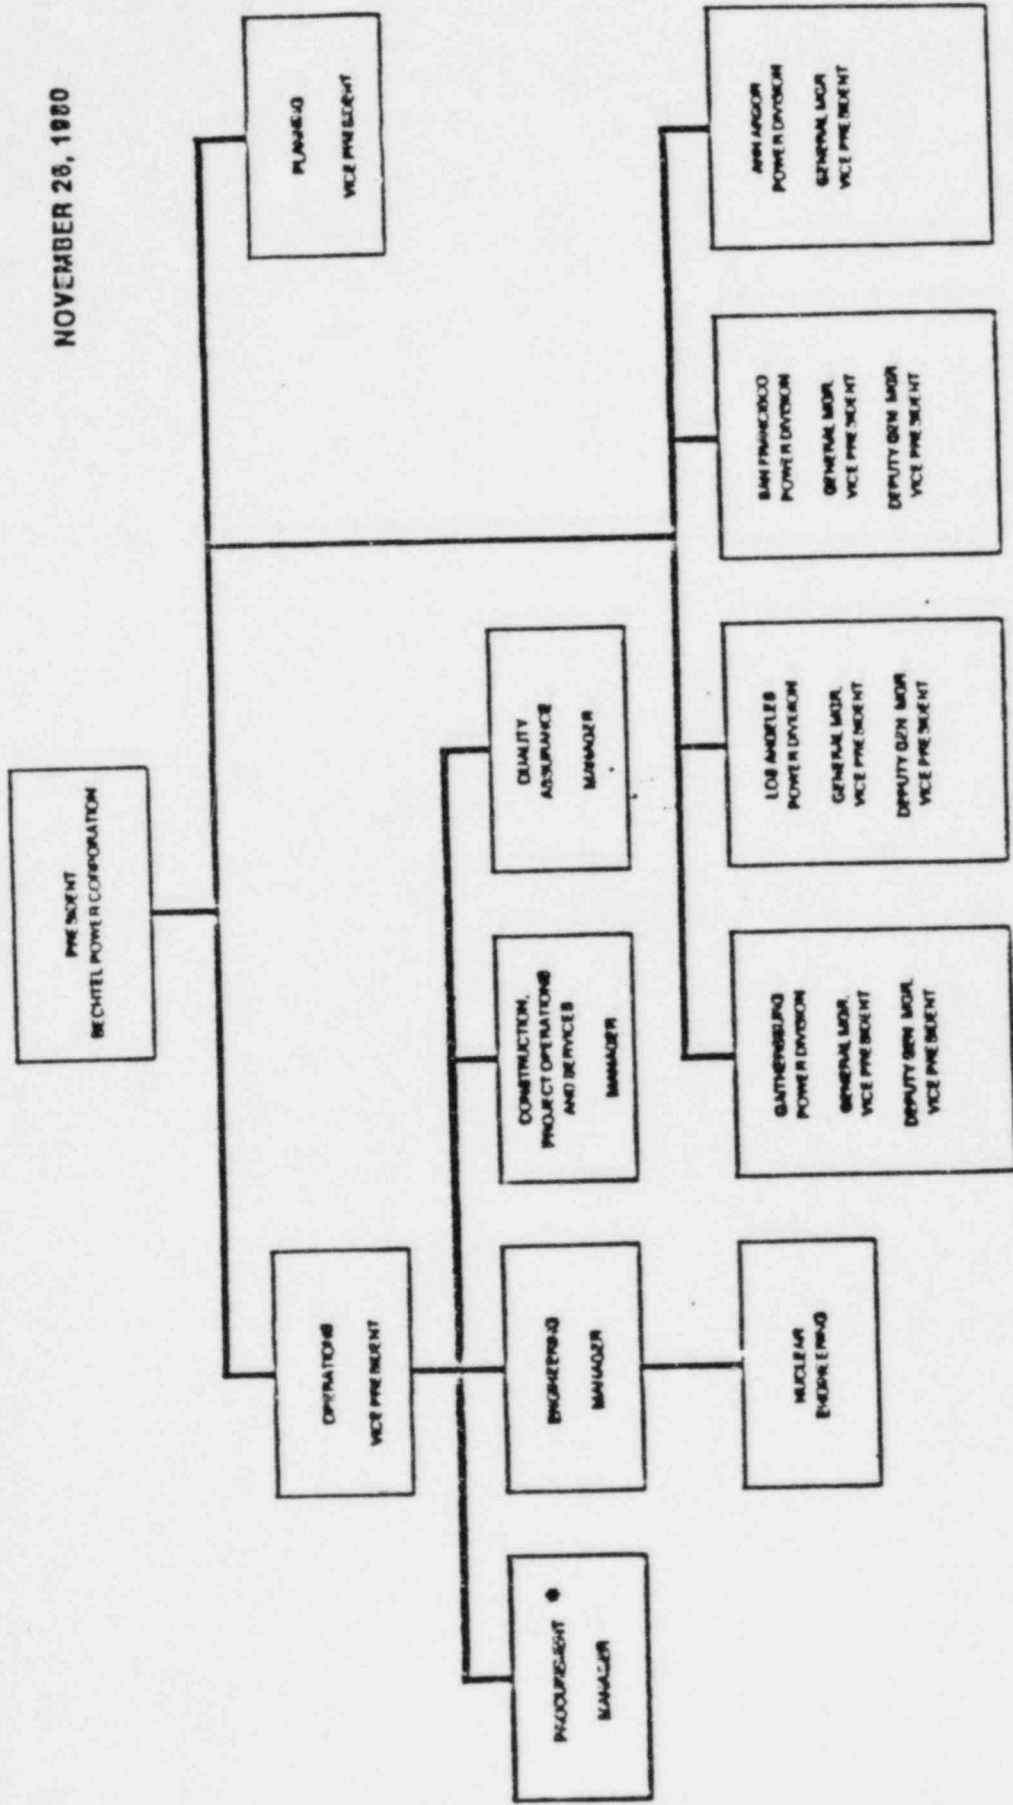 NOVEMBER 26, 1980
PRESIDENT
BECHTEL POWER CORPORATION
OPERATIONS
VICE PRESIDENT
PLANNING
VICE PRESIDENT
PROCUREMENT *
MANAGER
ENGINEERING
MANAGER
CONSTRUCTION,
PROJECT OPERATIONS
AND SERVICES
MANAGER
QUALITY
ASSURANCE
MANAGER
NUCLEAR
ENGINEERING
GAITHERSBURG
POWER DIVISION
GENERAL MGR.
VICE PRESIDENT
DEPUTY GEN MGR.
VICE PRESIDENT
LOS ANGELES
POWER DIVISION
GENERAL MGR.
VICE PRESIDENT
DEPUTY GEN MGR
VICE PRESIDENT
SAN FRANCISCO
POWER DIVISION
GENERAL MGR.
VICE PRESIDENT
DEPUTY GEN MGR
VICE PRESIDENT
ANN ARBOR
POWER DIVISION
GENERAL MGR
VICE PRESIDENT